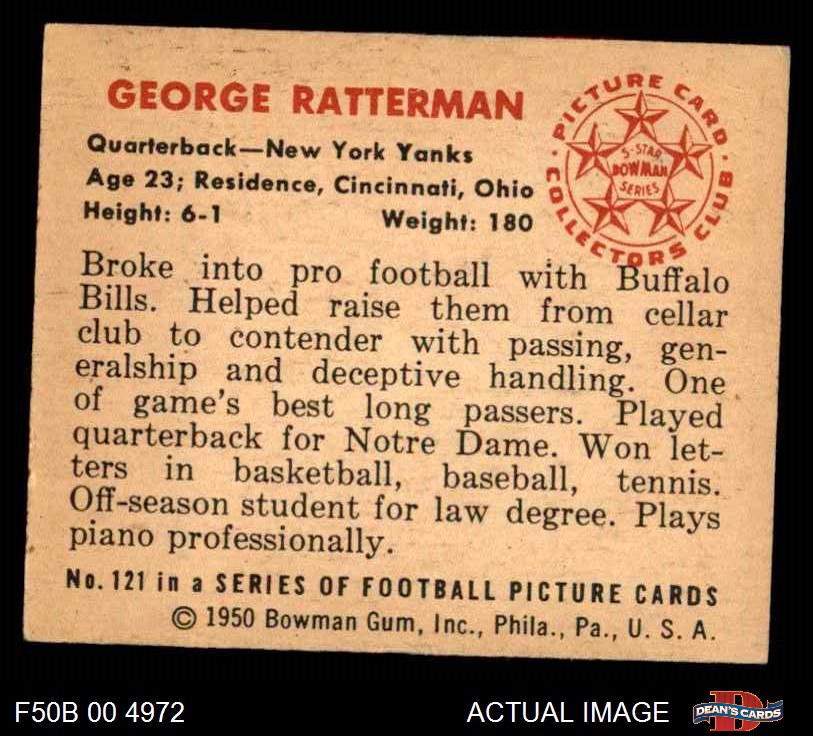 GEORGE RATTERMAN
Quarterback—New York Yanks
Age 23; Residence, Cincinnati, Ohio
Height: 6-1 Weight: 180
PICTURE CARD
5-STAR
BOWMAN
SERIES
COLLECTORS CLUB
Broke into pro football with Buffalo
Bills. Helped raise them from cellar
club to contender with passing, gen-
eralship and deceptive handling. One
of game's best long passers. Played
quarterback for Notre Dame. Won let-
ters in basketball, baseball, tennis.
Off-season student for law degree. Plays
piano professionally.
No. 121 in a SERIES OF FOOTBALL PICTURE CARDS
© 1950 Bowman Gum, Inc., Phila., Pa., U. S. A.
F50B 00 4972 ACTUAL IMAGE
D
DEAN'S CARDS